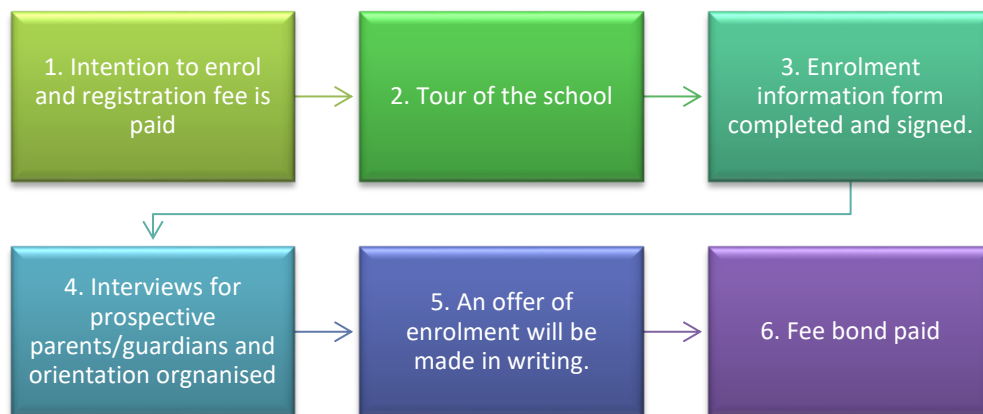 1. Intention to enrol
and registration fee is
paid
2. Tour of the school
3. Enrolment
information form
completed and signed.
4. Interviews for
prospective
parents/guardians and
orientation orgnanised
5. An offer of
enrolment will be
made in writing.
6. Fee bond paid